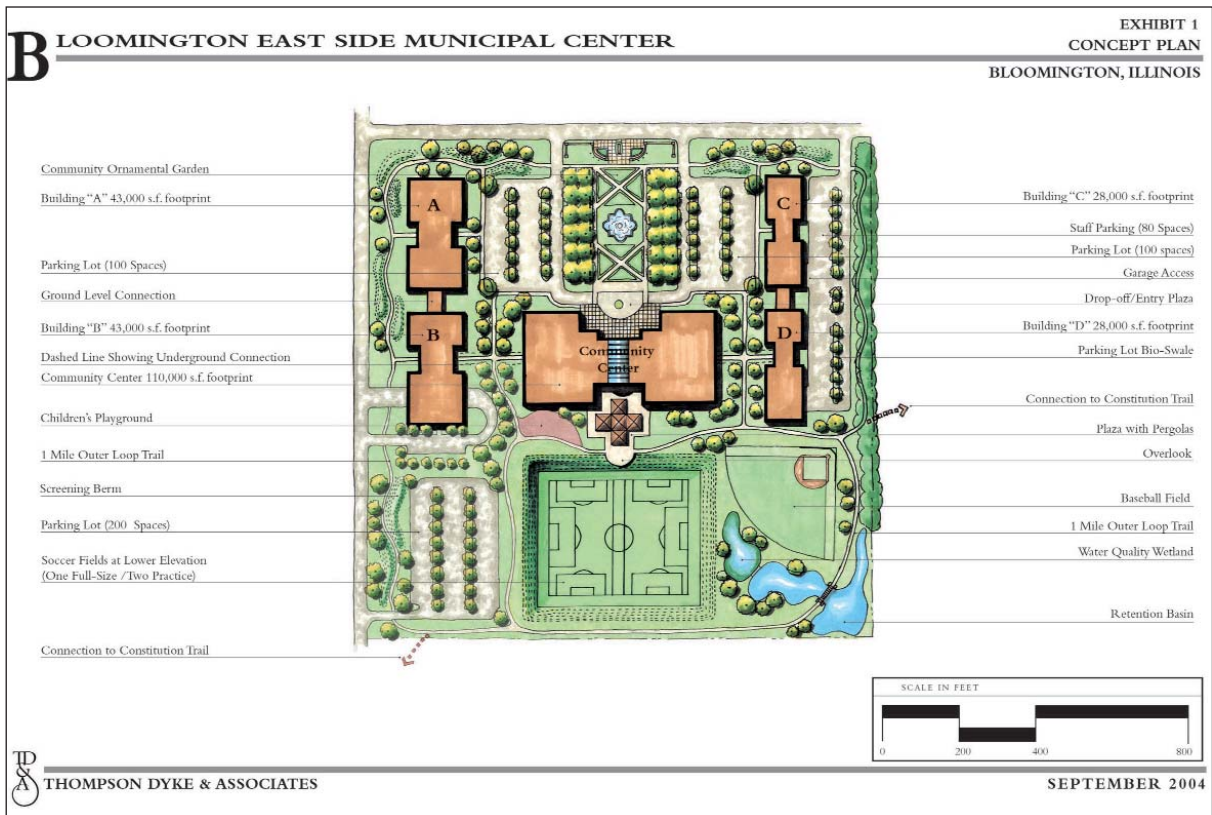 BLOOMINGTON EAST SIDE MUNICIPAL CENTER
EXHIBIT 1
CONCEPT PLAN
BLOOMINGTON, ILLINOIS
Community Ornamental Garden
Building "A" 43,000 s.f. footprint
Parking Lot (100 Spaces)
Ground Level Connection
Building "B" 43,000 s.f. footprint
Dashed Line Showing Underground Connection
Community Center 110,000 s.f. footprint
Children's Playground
1 Mile Outer Loop Trail
Screening Berm
Parking Lot (200 Spaces)
Soccer Fields at Lower Elevation
(One Full-Size /Two Practice)
Connection to Constitution Trail
A
B
C
D
Community
Center
Building "C" 28,000 s.f. footprint
Staff Parking (80 Spaces)
Parking Lot (100 spaces)
Garage Access
Drop-off/Entry Plaza
Building "D" 28,000 s.f. footprint
Parking Lot Bio-Swale
Connection to Constitution Trail
Plaza with Pergolas
Overlook
Baseball Field
1 Mile Outer Loop Trail
Water Quality Wetland
Retention Basin
SCALE IN FEET
0 200 400 800
TD
&
A
THOMPSON DYKE & ASSOCIATES
SEPTEMBER 2004